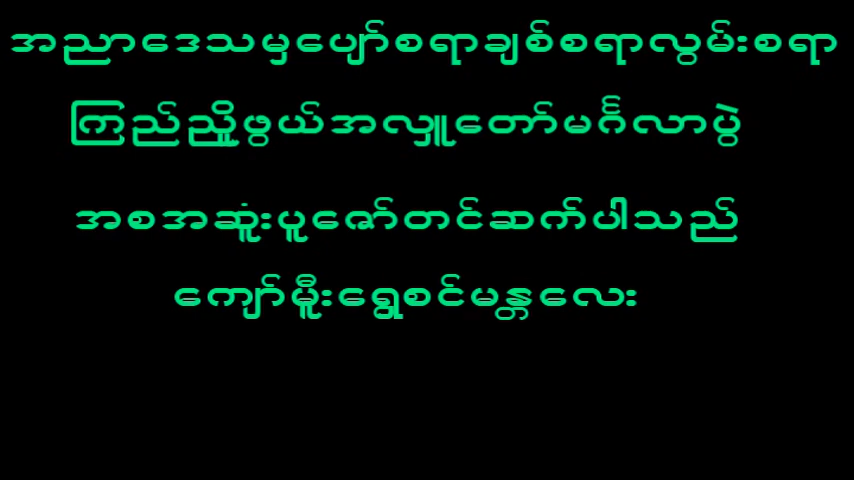 အညာဒေသမှပျော်စရာချစ်စရာလွမ်းစရာ
ကြည်ညှိုဖွယ်အလှူတော်မင်္ဂလာပွဲ
အစအဆုံးပူဇော်တင်ဆက်ပါသည်
ကျော်မှီးရွှေစင်မန္တလေး